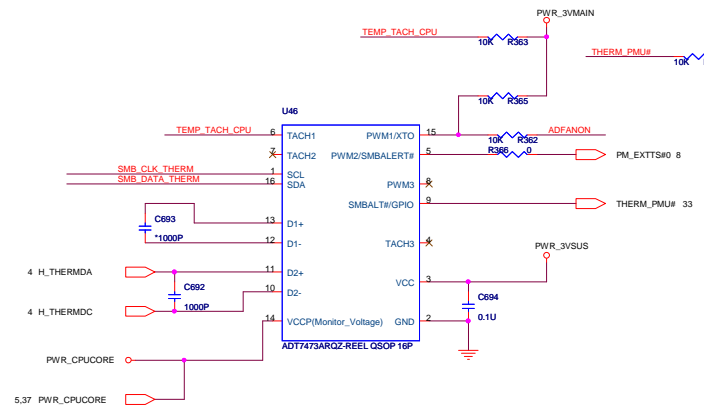 PWR_3VMAIN
TEMP_TACH_CPU
10K R363
THERM_PMU#
10K
10K R365
U46
TEMP_TACH_CPU
6 TACH1
PWM1/XTO 15
10K R362
ADFANON
7 TACH2
PWM2/SMBALERT# 5
R366 0
PM_EXTTS#0 8
SMB_CLK_THERM
1 SCL
SMB_DATA_THERM
16 SDA
PWM3 8
SMBALT#/GPIO 9
THERM_PMU# 33
C693
*1000P
13 D1+
12 D1-
TACH3 4
PWR_3VSUS
4 H_THERMDA
11 D2+
C692
1000P
10 D2-
VCC 3
C694
0.1U
4 H_THERMDC
14 VCCP(Monitor_Voltage)
GND 2
ADT7473ARQZ-REEL QSOP 16P
PWR_CPUCORE
5,37 PWR_CPUCORE